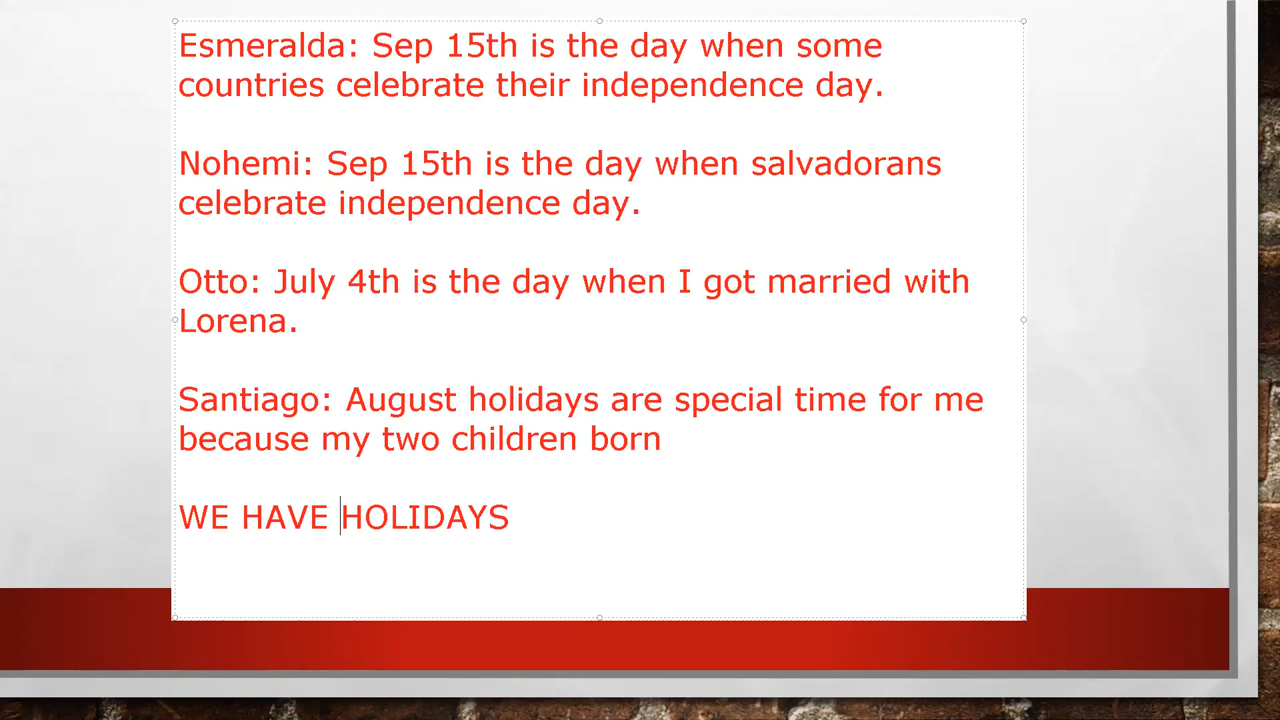 Esmeralda: Sep 15th is the day when some
countries celebrate their independence day.
Nohemi: Sep 15th is the day when salvadorans
celebrate independence day.
Otto: July 4th is the day when I got married with
Lorena.
Santiago: August holidays are special time for me
because my two children born
WE HAVE HOLIDAYS